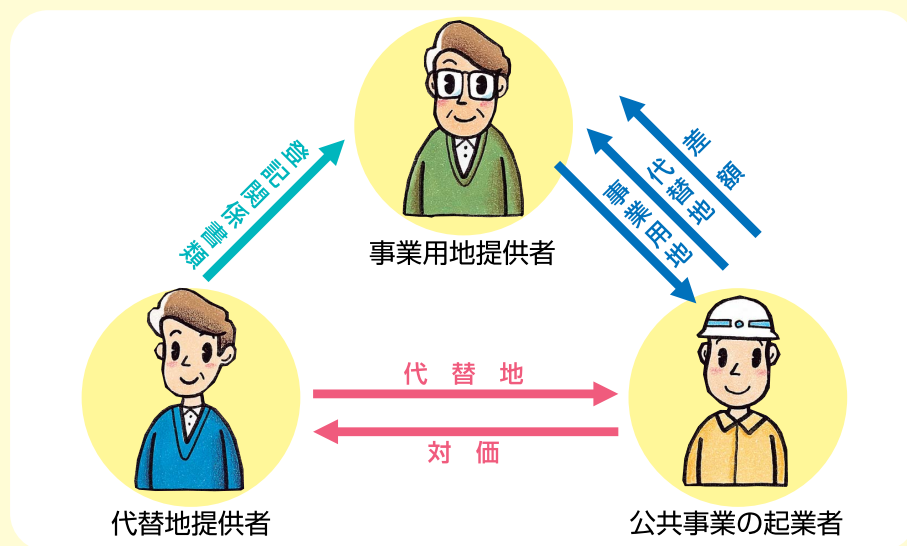 差額
代替地
事業用地
登記関係書類
事業用地提供者
代替地
対価
代替地提供者
公共事業の起業者